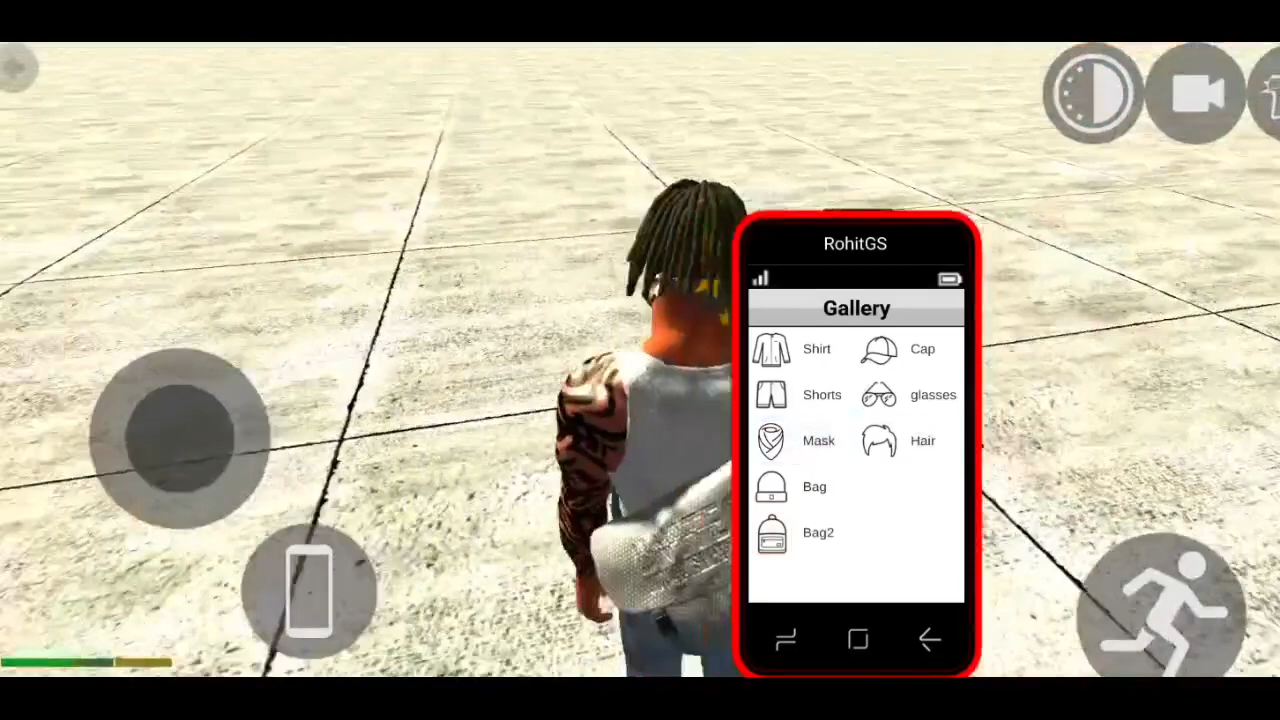 RohitGS
Gallery
Shirt
Cap
Shorts
glasses
Mask
Hair
Bag
Bag2